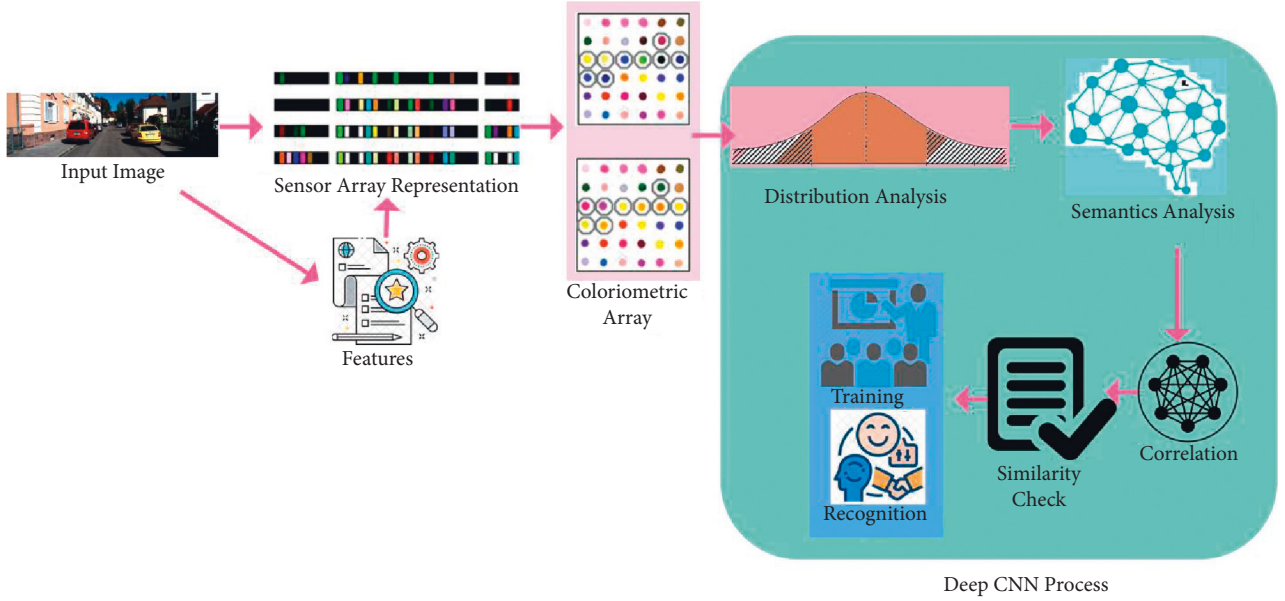 Input Image
Sensor Array Representation
Features
Coloriometric
Array
Distribution Analysis
Semantics Analysis
Correlation
Similarity
Check
Training
Recognition
Deep CNN Process